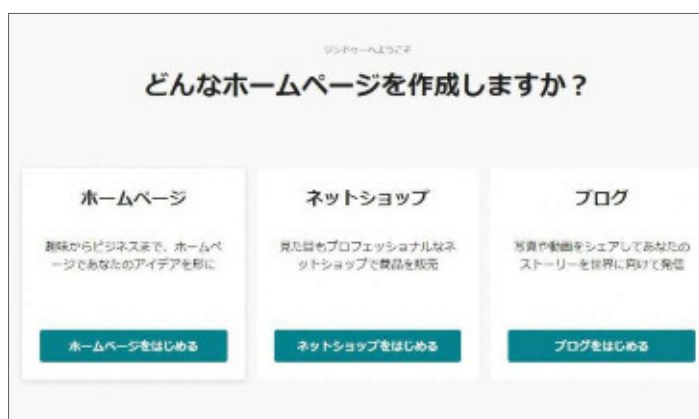 ジンドゥーへようこそ
どんなホームページを作成しますか？
ホームページ
ネットショップ
ブログ
趣味からビジネスまで、ホームペ
ージであなたのアイデアを形に
見た目もプロフェッショナルなネ
ットショップで商品を販売
写真や動画をシェアしてあなたの
ストーリーを世界に向けて発信
ホームページをはじめる
ネットショップをはじめる
ブログをはじめる